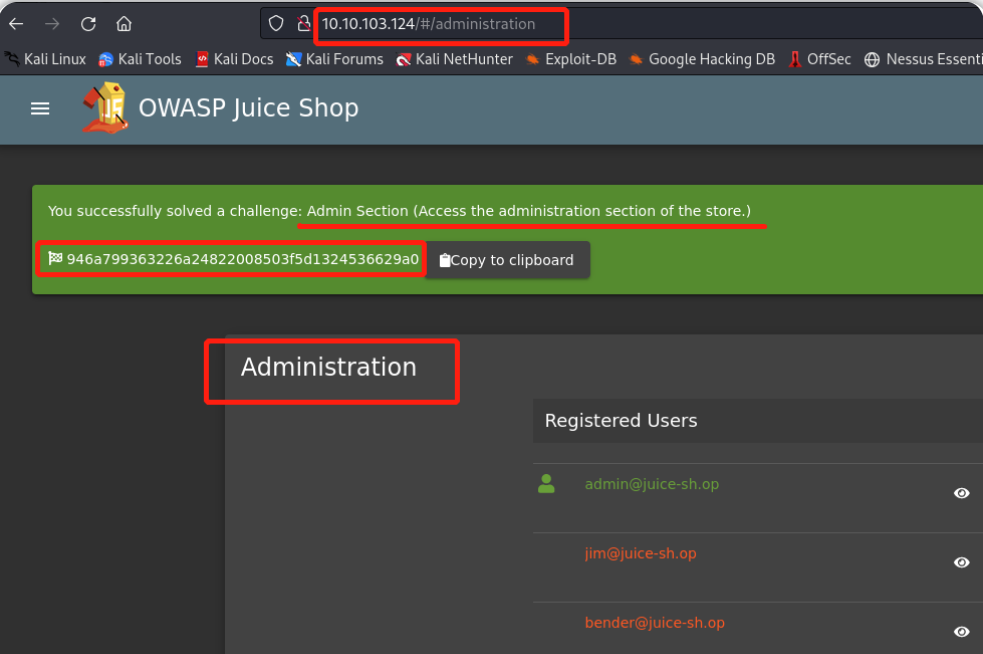 10.10.103.124/#/administration
Kali Linux Kali Tools Kali Docs Kali Forums Kali NetHunter Exploit-DB Google Hacking DB OffSec Nessus Essenti
OWASP Juice Shop
You successfully solved a challenge: Admin Section (Access the administration section of the store.)
946a799363226a24822008503f5d1324536629a0 Copy to clipboard
Administration
Registered Users
admin@juice-sh.op
jim@juice-sh.op
bender@juice-sh.op